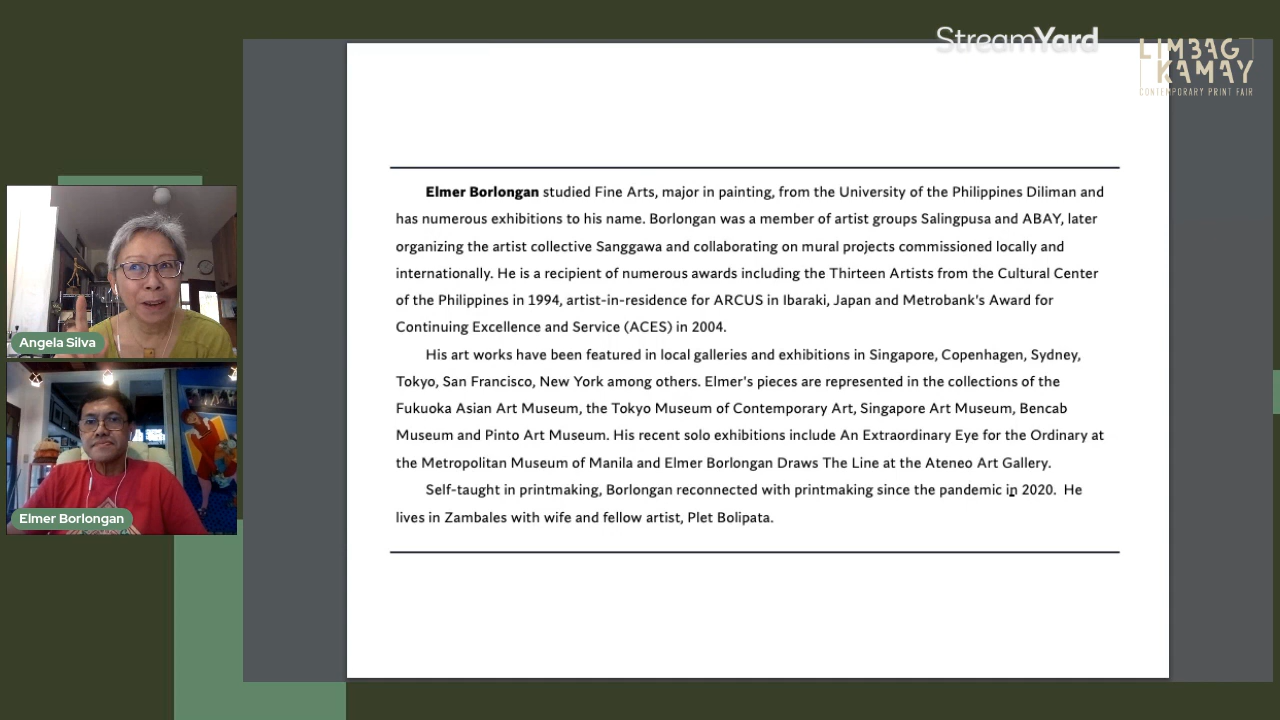 StreamYard
LIMBAG
KAMAY
CONTEMPORARY PRINT FAIR
Elmer Borlongan studied Fine Arts, major in painting, from the University of the Philippines Diliman and
has numerous exhibitions to his name. Borlongan was a member of artist groups Salingpusa and ABAY, later
organizing the artist collective Sanggawa and collaborating on mural projects commissioned locally and
internationally. He is a recipient of numerous awards including the Thirteen Artists from the Cultural Center
of the Philippines in 1994, artist-in-residence for ARCUS in Ibaraki, Japan and Metrobank's Award for
Continuing Excellence and Service (ACES) in 2004.
His art works have been featured in local galleries and exhibitions in Singapore, Copenhagen, Sydney,
Tokyo, San Francisco, New York among others. Elmer's pieces are represented in the collections of the
Fukuoka Asian Art Museum, the Tokyo Museum of Contemporary Art, Singapore Art Museum, Bencab
Museum and Pinto Art Museum. His recent solo exhibitions include An Extraordinary Eye for the Ordinary at
the Metropolitan Museum of Manila and Elmer Borlongan Draws The Line at the Ateneo Art Gallery.
Self-taught in printmaking, Borlongan reconnected with printmaking since the pandemic in 2020. He
lives in Zambales with wife and fellow artist, Plet Bolipata.
Angela Silva
Elmer Borlongan